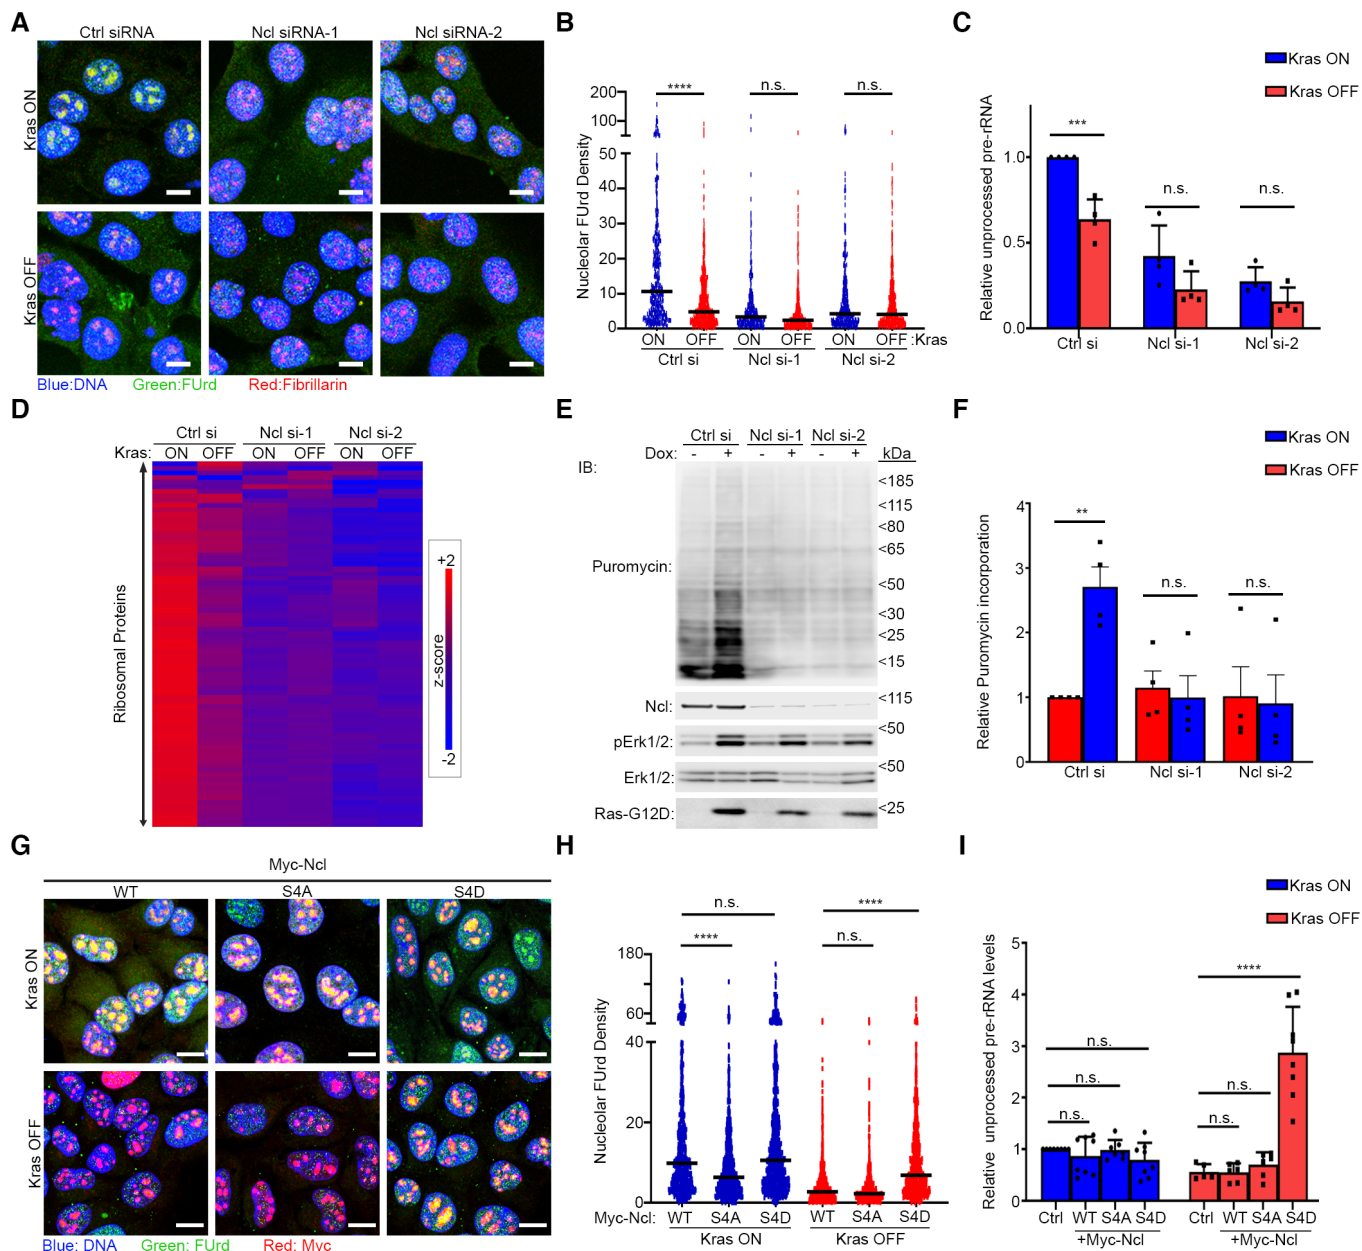 A
Ctrl siRNA Ncl siRNA-1 Ncl siRNA-2
Kras ON
Kras OFF
Blue:DNA Green:FUrd Red:Fibrillarin
B
Nucleolar FUrd Density
**** n.s. n.s.
200
100
50
40
30
20
10
0
ON OFF ON OFF ON OFF :Kras
Ctrl si Ncl si-1 Ncl si-2
C
Kras ON
Kras OFF
Relative unprocessed pre-rRNA
*** n.s. n.s.
1.0
0.5
0.0
Ctrl si Ncl si-1 Ncl si-2
D
Ctrl si Ncl si-1 Ncl si-2
Kras: ON OFF ON OFF ON OFF
Ribosomal Proteins
+2
z-score
-2
E
Ctrl si Ncl si-1 Ncl si-2
Dox: - + - + - + kDa
IB:
<185
<115
<80
<65
Puromycin:
<50
<30
<25
<15
Ncl: <115
pErk1/2: <50
Erk1/2: <50
Ras-G12D: <25
F
Kras ON
Kras OFF
Relative Puromycin incorporation
** n.s. n.s.
4
3
2
1
0
Ctrl si Ncl si-1 Ncl si-2
G
Myc-Ncl
WT S4A S4D
Kras ON
Kras OFF
Blue: DNA Green: FUrd Red: Myc
H
Nucleolar FUrd Density
n.s. ****
**** n.s.
180
60
40
20
0
Myc-Ncl: WT S4A S4D WT S4A S4D
Kras ON Kras OFF
I
Kras ON
Kras OFF
Relative unprocessed pre-rRNA levels
5
4
3
2
1
0
****
n.s.
n.s. n.s.
n.s. n.s.
Ctrl WT S4A S4D Ctrl WT S4A S4D
+Myc-Ncl +Myc-Ncl